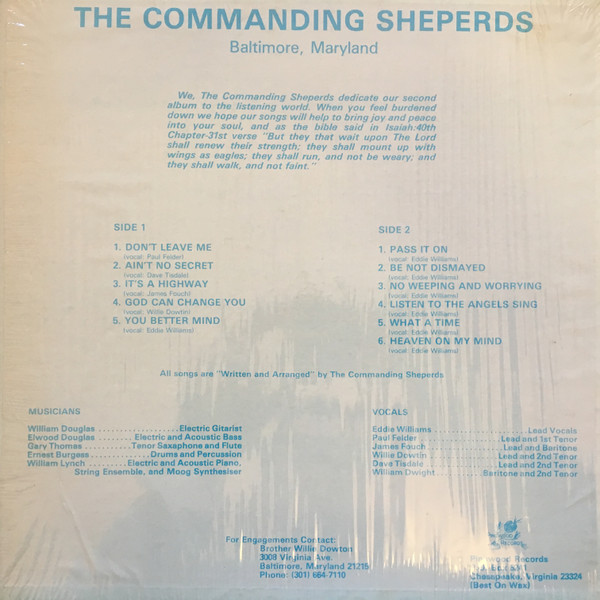 THE COMMANDING SHEPERDS
Baltimore, Maryland
We, The Commanding Sheperds dedicate our second
album to the listening world. When you feel burdened
down we hope our songs will help to bring joy and peace
into your soul, and as the bible said in Isaiah:40th
Chapter-31st verse "But they that wait upon The Lord
shall renew their strength; they shall mount up with
wings as eagles; they shall run, and not be weary; and
they shall walk, and not faint."
SIDE 1
1. DON'T LEAVE ME
(vocal: Paul Felder)
2. AIN'T NO SECRET
(vocal: Dave Tisdale)
3. IT'S A HIGHWAY
(vocal: James Fouch)
4. GOD CAN CHANGE YOU
(vocal: Willie Dowtin)
5. YOU BETTER MIND
(vocal: Eddie Williams)
SIDE 2
1. PASS IT ON
(vocal: Eddie Williams)
2. BE NOT DISMAYED
(vocal: Eddie Williams)
3. NO WEEPING AND WORRYING
(vocal: Eddie Williams)
4. LISTEN TO THE ANGELS SING
(vocal: Eddie Williams)
5. WHAT A TIME
(vocal: Eddie Williams)
6. HEAVEN ON MY MIND
(vocal: Eddie Williams)
All songs are "Written and Arranged" by The Commanding Sheperds
MUSICIANS
William Douglas Electric Gitarist
Elwood Douglas Electric and Acoustic Bass
Gary Thomas Tenor Saxaphone and Flute
Ernest Burgess Drums and Percussion
William Lynch Electric and Acoustic Piano,
String Ensemble, and Moog Synthesiser
VOCALS
Eddie Williams Lead Vocals
Paul Felder Lead and 1st Tenor
James Fouch Lead and Baritone
Willie Dowtin Lead and 2nd Tenor
Dave Tisdale Lead and 2nd Tenor
William Dwight Baritone and 2nd Tenor
For Engagements Contact:
Brother Willie Dowton
3008 Virginia Ave.
Baltimore, Maryland 21215
Phone: (301) 664-7110
Records
Chesapeake, Virginia 23324
(Best On Wax)